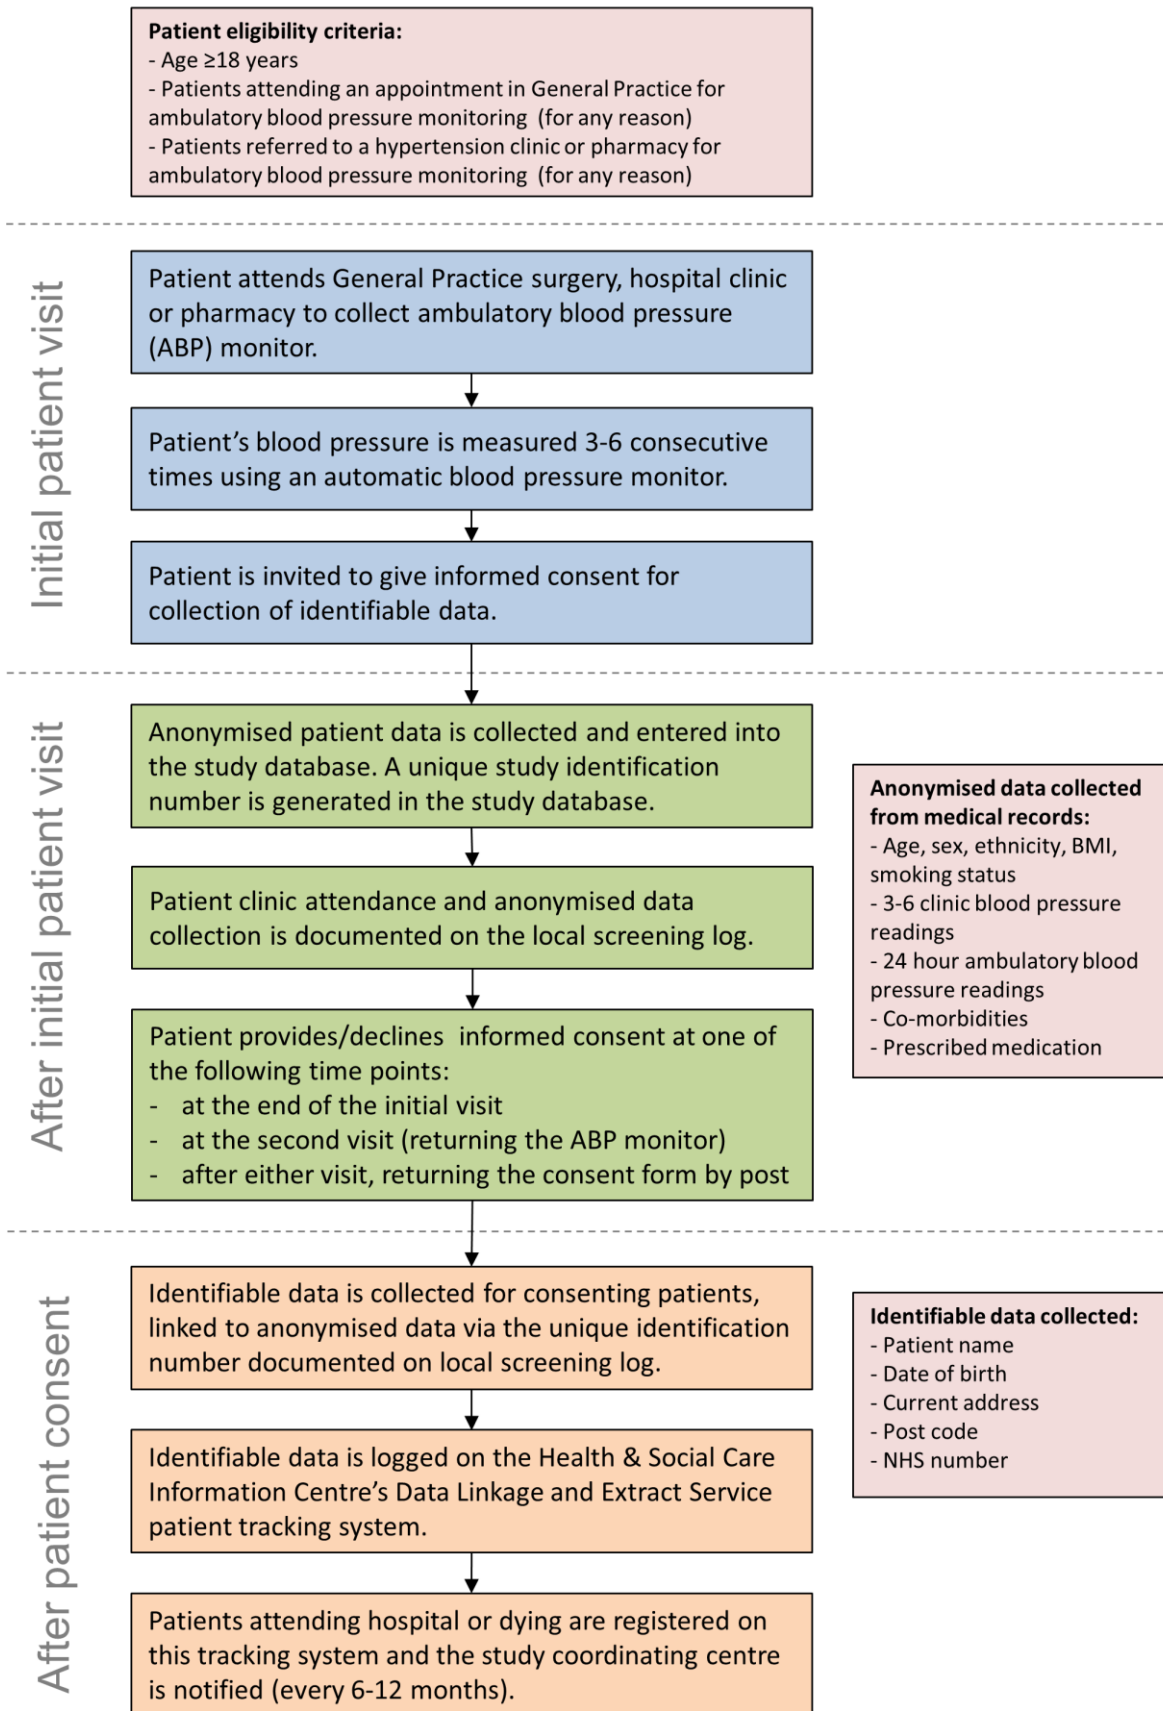 Patient eligibility criteria:
- Age ≥18 years
- Patients attending an appointment in General Practice for
ambulatory blood pressure monitoring  (for any reason)
- Patients referred to a hypertension clinic or pharmacy for
ambulatory blood pressure monitoring  (for any reason)
Initial patient visit
Patient attends General Practice surgery, hospital clinic
or pharmacy to collect ambulatory blood pressure
(ABP) monitor.
Patient’s blood pressure is measured 3-6 consecutive
times using an automatic blood pressure monitor.
Patient is invited to give informed consent for
collection of identifiable data.
After initial patient visit
Anonymised patient data is collected and entered into
the study database. A unique study identification
number is generated in the study database.
Patient clinic attendance and anonymised data
collection is documented on the local screening log.
Patient provides/declines  informed consent at one of
the following time points:
- at the end of the initial visit
- at the second visit (returning the ABP monitor)
- after either visit, returning the consent form by post
Anonymised data collected
from medical records:
- Age, sex, ethnicity, BMI,
smoking status
- 3-6 clinic blood pressure
readings
- 24 hour ambulatory blood
pressure readings
- Co-morbidities
- Prescribed medication
After patient consent
Identifiable data is collected for consenting patients,
linked to anonymised data via the unique identification
number documented on local screening log.
Identifiable data is logged on the Health & Social Care
Information Centre’s Data Linkage and Extract Service
patient tracking system.
Patients attending hospital or dying are registered on
this tracking system and the study coordinating centre
is notified (every 6-12 months).
Identifiable data collected:
- Patient name
- Date of birth
- Current address
- Post code
- NHS number